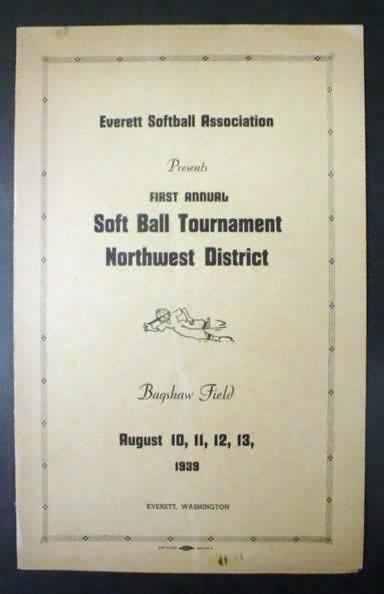 Everett Softball Association
Presents
FIRST ANNUAL
Soft Ball Tournament
Northwest District
Bagshaw Field
August 10, 11, 12, 13,
1939
EVERETT, WASHINGTON